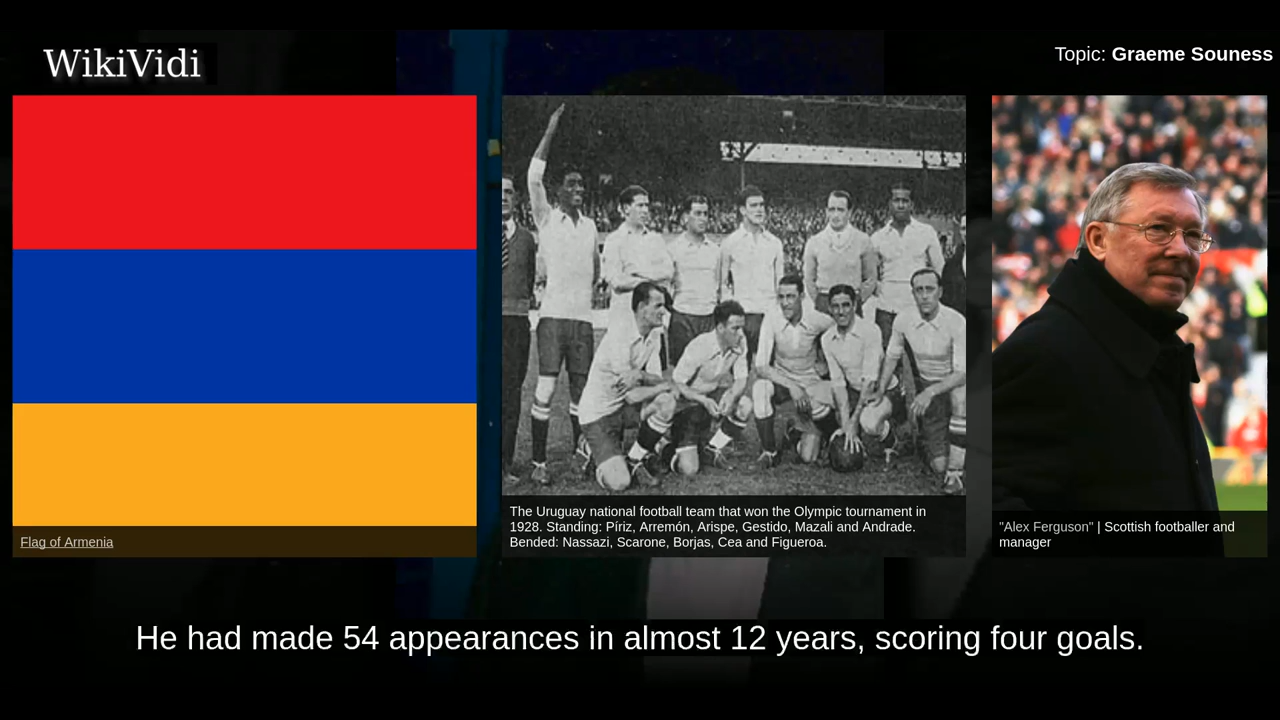 WikiVidi
Topic: Graeme Souness
Flag of Armenia
The Uruguay national football team that won the Olympic tournament in
1928. Standing: Píriz, Arremón, Arispe, Gestido, Mazali and Andrade.
Bended: Nassazi, Scarone, Borjas, Cea and Figueroa.
"Alex Ferguson" | Scottish footballer and
manager
He had made 54 appearances in almost 12 years, scoring four goals.